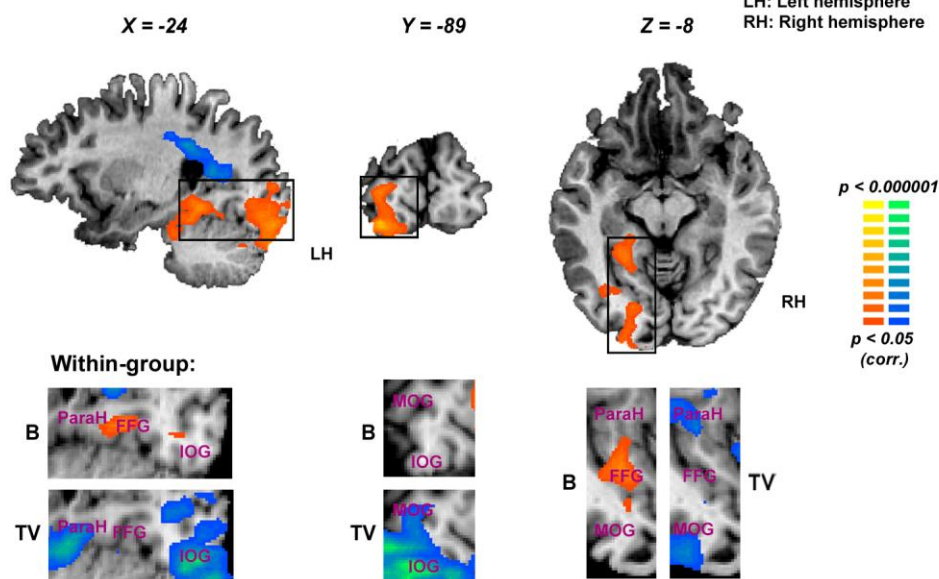 LH: Left hemisphere
RH: Right hemisphere
X = -24
Y = -89
Z = -8
LH
RH
p < 0.000001
p < 0.05
(corr.)
Within-group:
B
ParaH
FFG
IOG
B
MOG
IOG
B
ParaH
FFG
MOG
TV
ParaH
FFG
MOG
TV
ParaH
FFG
IOG
TV
MOG
IOG